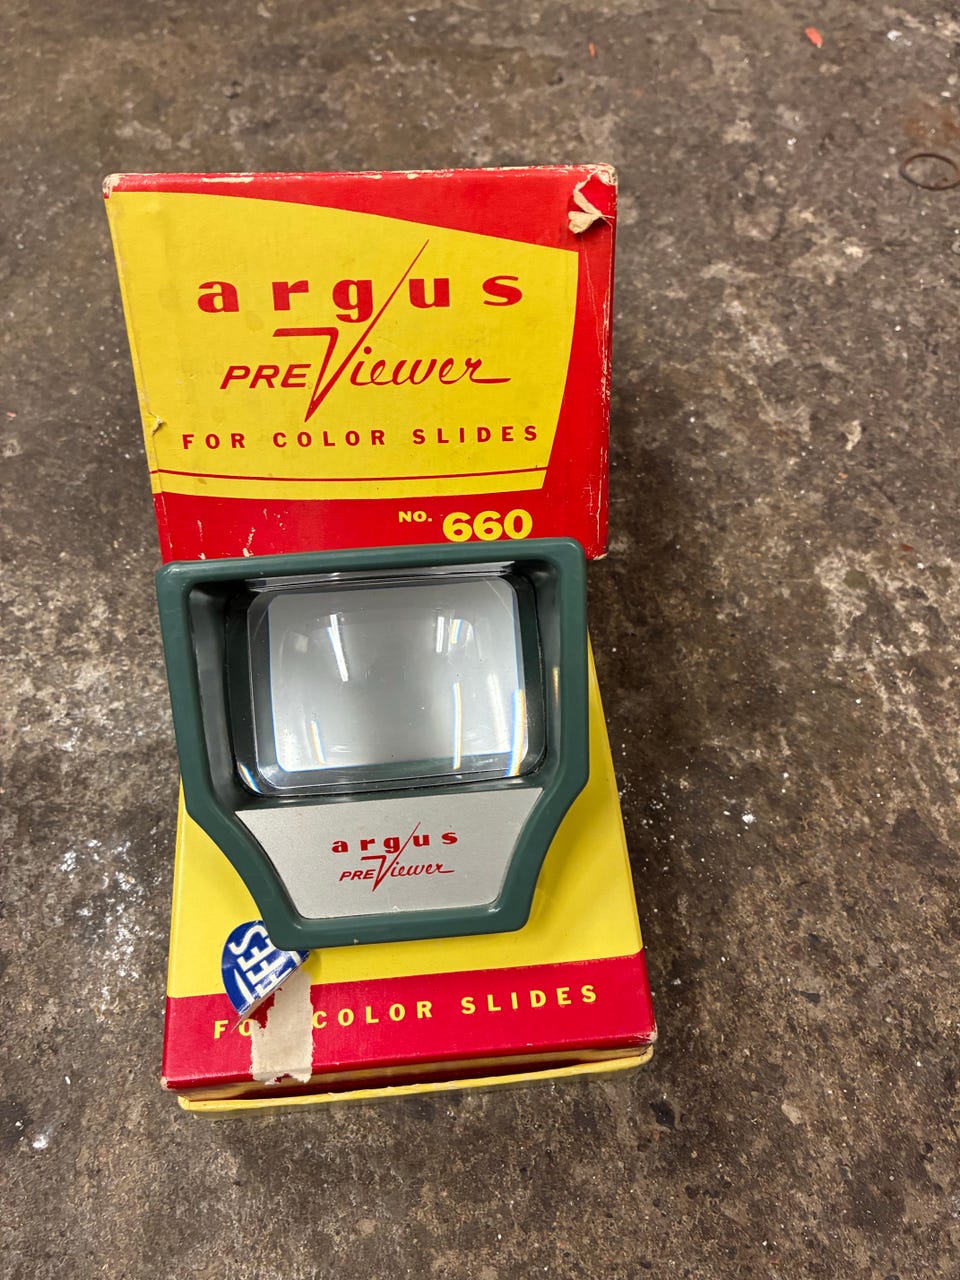 argus
PREViewer
FOR COLOR SLIDES
NO. 660
argus
PREViewer
COLOR SLIDES